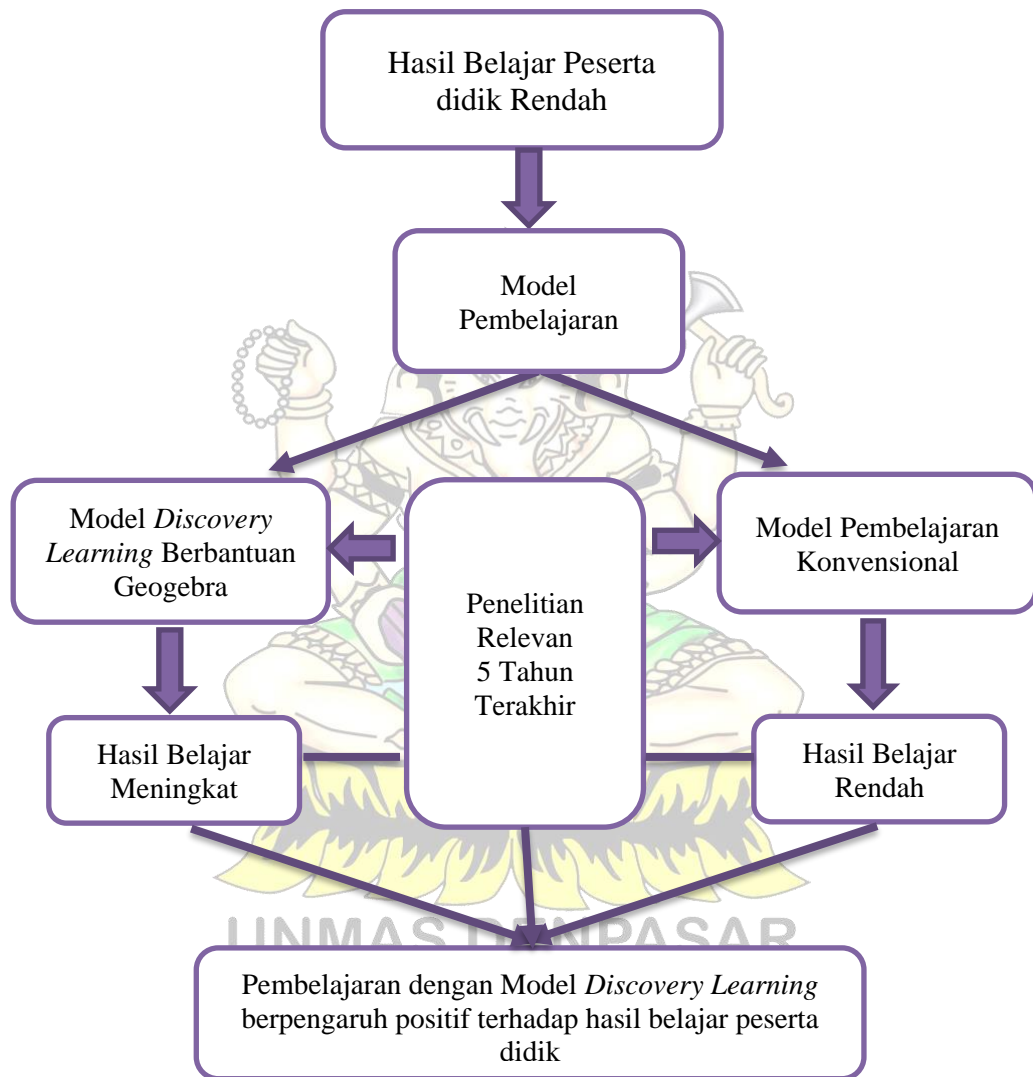 Hasil Belajar Peserta
didik Rendah
Model
Pembelajaran
Model Discovery
Learning Berbantuan
Geogebra
Penelitian
Relevan
5 Tahun
Terakhir
Model Pembelajaran
Konvensional
Hasil Belajar
Meningkat
Hasil Belajar
Rendah
UNMAS DENPASAR
Pembelajaran dengan Model Discovery Learning
berpengaruh positif terhadap hasil belajar peserta
didik